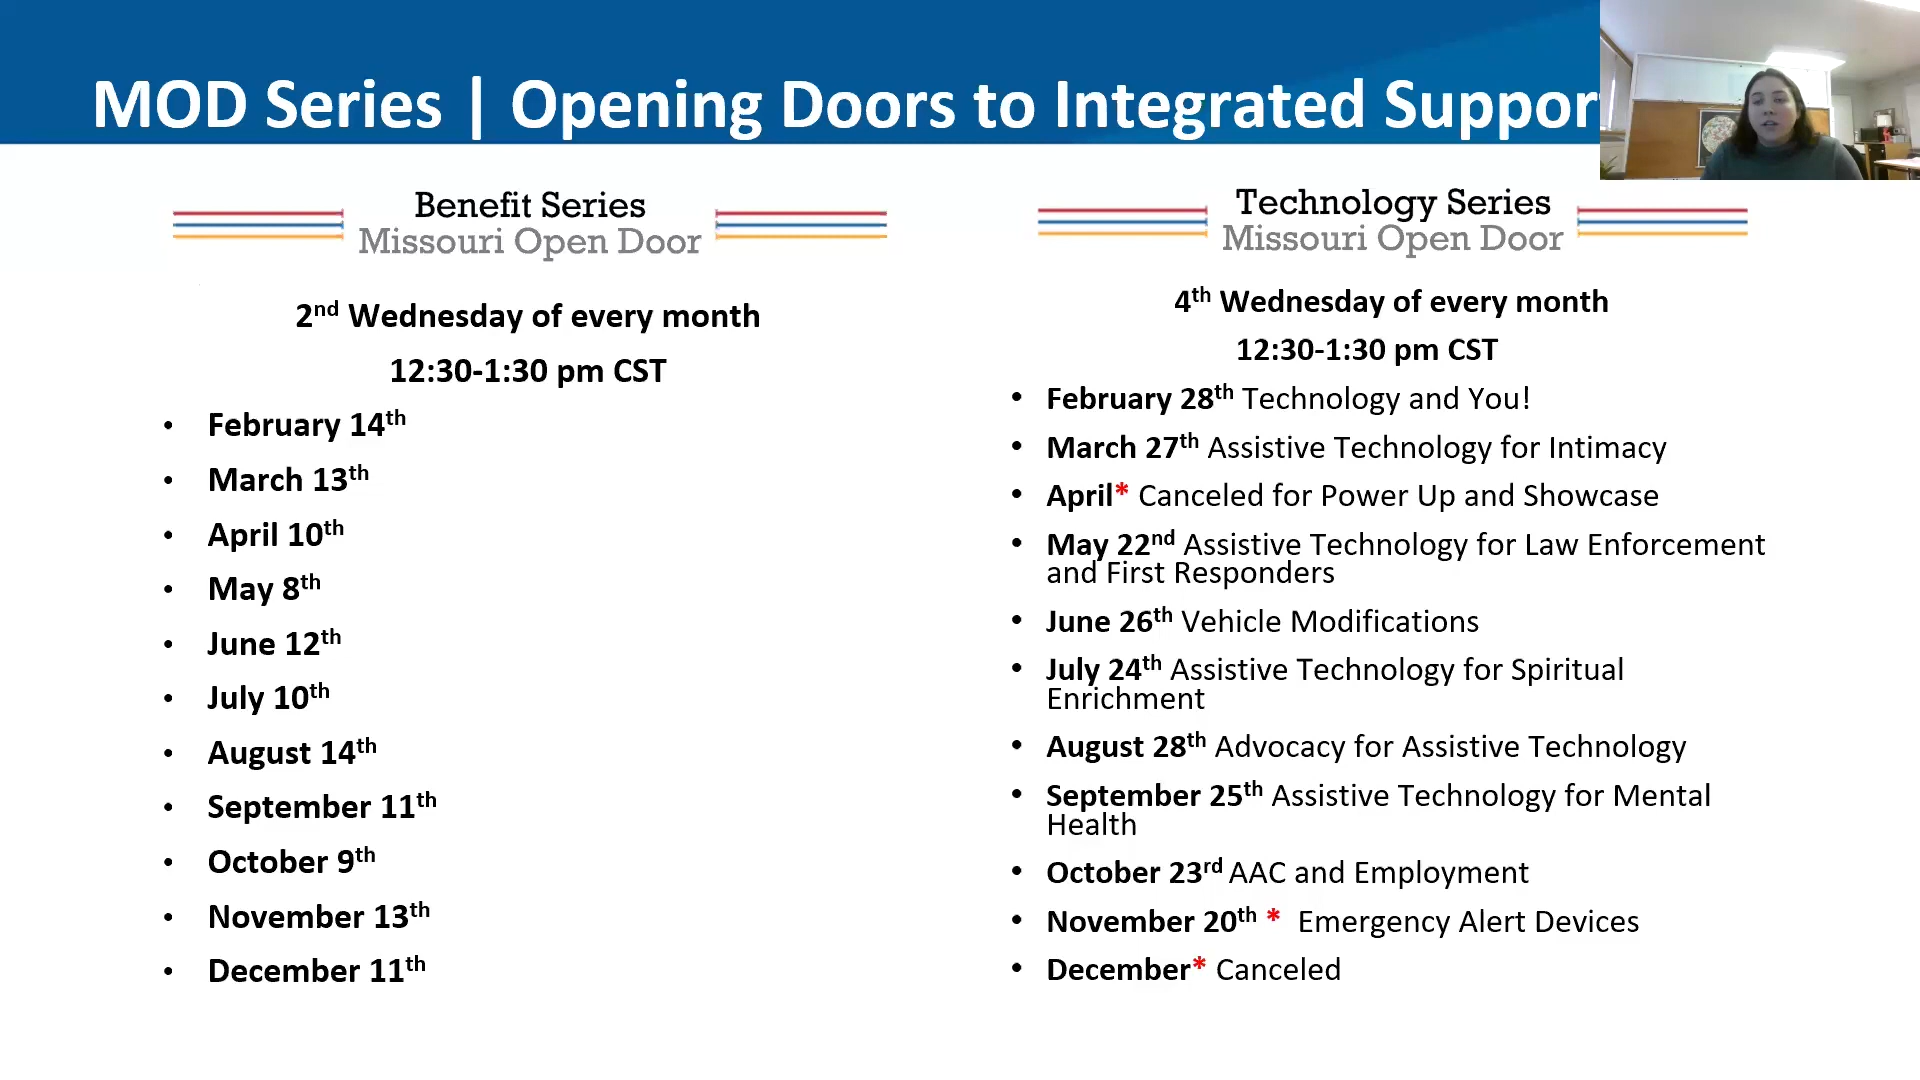 MOD Series | Opening Doors to Integrated Suppor
Benefit Series
Missouri Open Door
2nd Wednesday of every month
12:30-1:30 pm CST
• February 14th
• March 13th
• April 10th
• May 8th
• June 12th
• July 10th
• August 14th
• September 11th
• October 9th
• November 13th
• December 11th
Technology Series
Missouri Open Door
4th Wednesday of every month
12:30-1:30 pm CST
• February 28th Technology and You!
• March 27th Assistive Technology for Intimacy
• April* Canceled for Power Up and Showcase
• May 22nd Assistive Technology for Law Enforcement
and First Responders
• June 26th Vehicle Modifications
• July 24th Assistive Technology for Spiritual
Enrichment
• August 28th Advocacy for Assistive Technology
• September 25th Assistive Technology for Mental
Health
• October 23rd AAC and Employment
• November 20th * Emergency Alert Devices
• December* Canceled